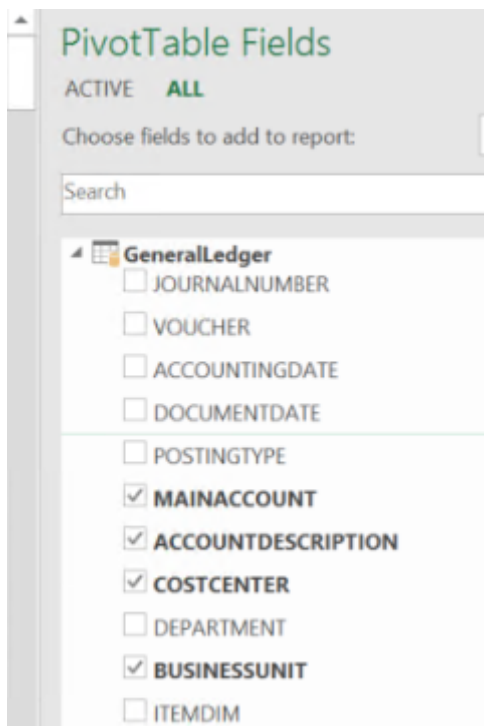 PivotTable Fields
ACTIVE ALL
Choose fields to add to report:
Search
GeneralLedger
JOURNALNUMBER
VOUCHER
ACCOUNTINGDATE
DOCUMENTDATE
POSTINGTYPE
MAINACCOUNT
ACCOUNTDESCRIPTION
COSTCENTER
DEPARTMENT
BUSINESSUNIT
ITEMDIM